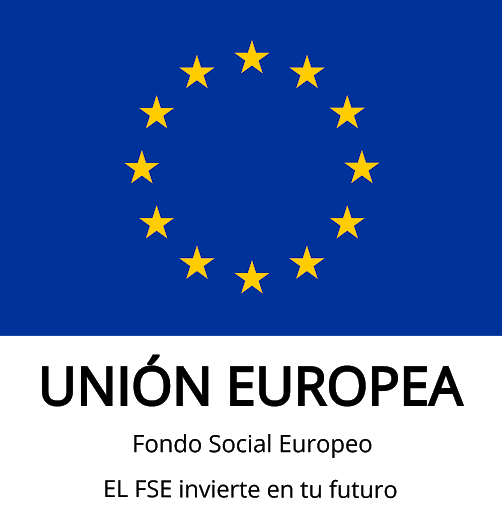 UNIÓN EUROPEA
Fondo Social Europeo
EL FSE invierte en tu futuro